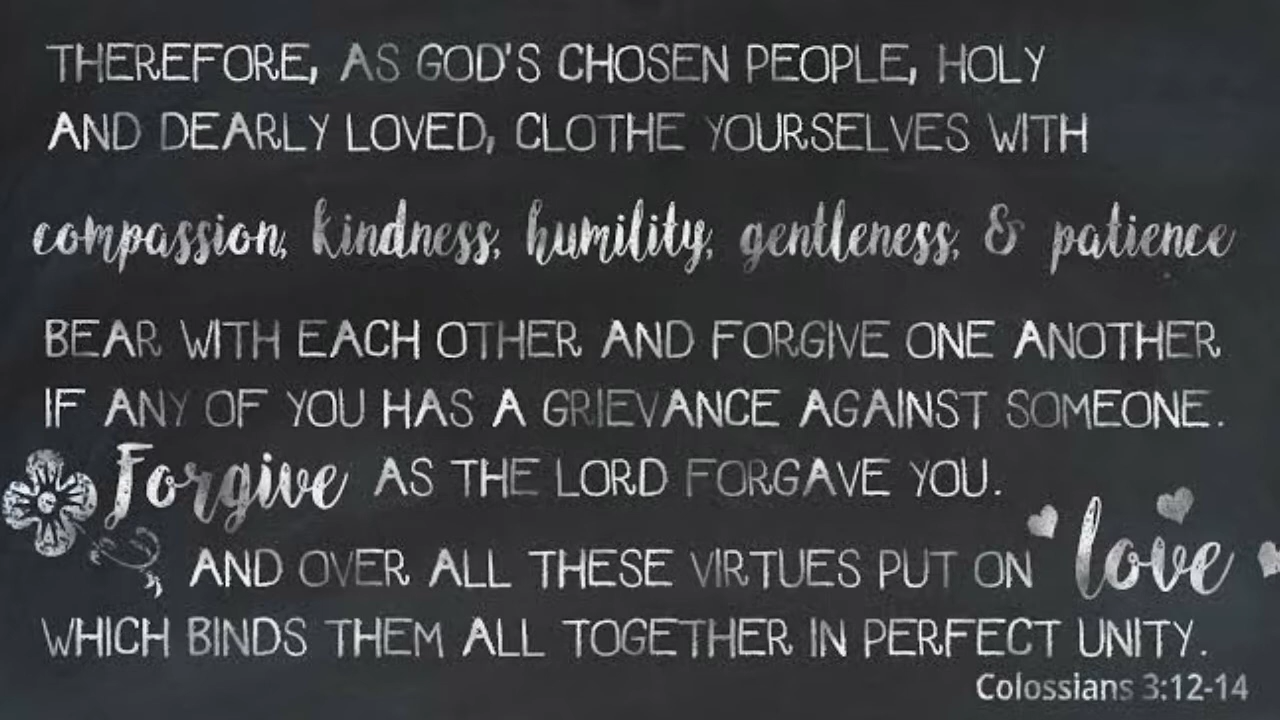 THEREFORE, AS GOD'S CHOSEN PEOPLE, HOLY
AND DEARLY LOVED, CLOTHE YOURSELVES WITH
compassion, kindness, humility, gentleness, & patience
BEAR WITH EACH OTHER AND FORGIVE ONE ANOTHER
IF ANY OF YOU HAS A GRIEVANCE AGAINST SOMEONE.
Forgive AS THE LORD FORGAVE YOU.
AND OVER ALL THESE VIRTUES PUT ON love
WHICH BINDS THEM ALL TOGETHER IN PERFECT UNITY.
Colossians 3:12-14